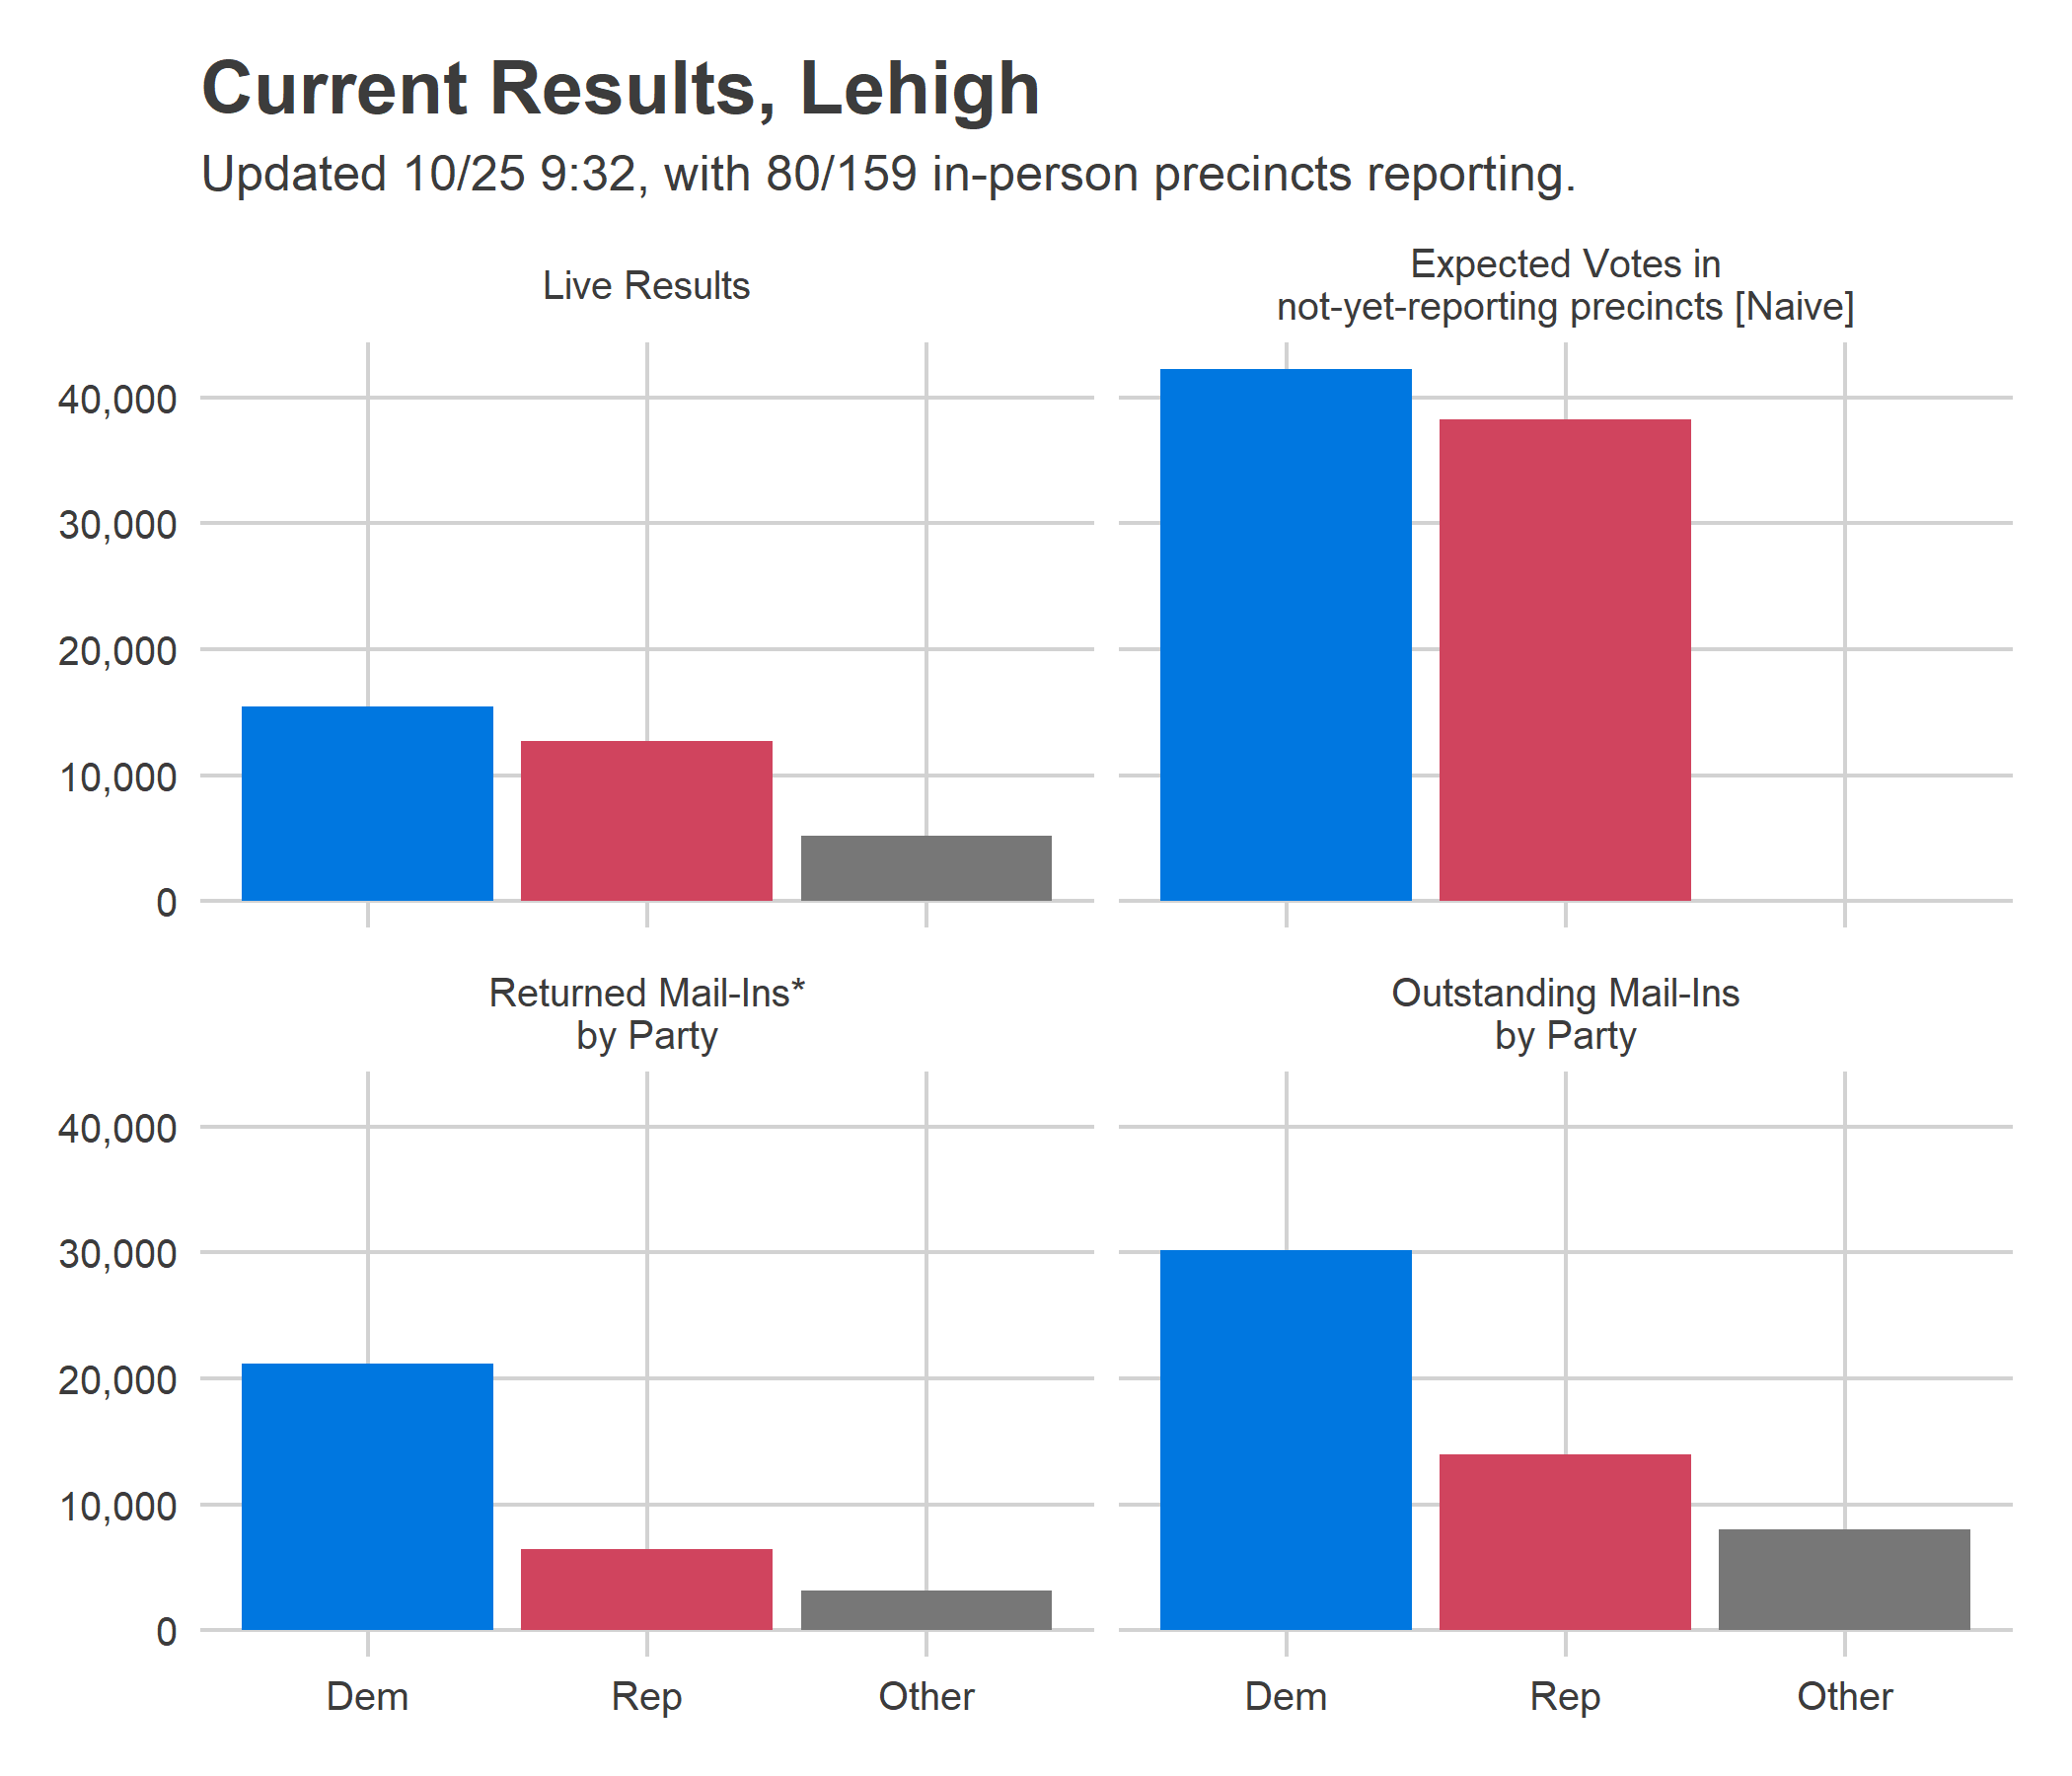 Current Results, Lehigh
Updated 10/25 9:32, with 80/159 in-person precincts reporting.
Live Results
Expected Votes in
not-yet-reporting precincts [Naive]
40,000
30,000
20,000
10,000
0
Returned Mail-Ins*
by Party
Outstanding Mail-Ins
by Party
40,000
30,000
20,000
10,000
0
Dem Rep Other Dem Rep Other